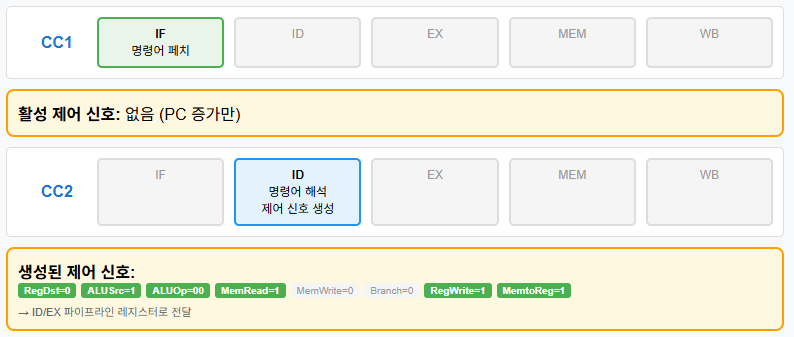 CC1
IF
명령어 페치
ID
EX
MEM
WB
활성 제어 신호: 없음 (PC 증가만)
CC2
IF
ID
명령어 해석
제어 신호 생성
EX
MEM
WB
생성된 제어 신호:
RegDst=0 ALUSrc=1 ALUOp=00 MemRead=1 MemWrite=0 Branch=0 RegWrite=1 MemtoReg=1
→ ID/EX 파이프라인 레지스터로 전달